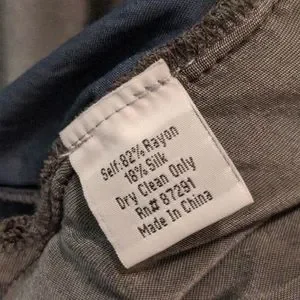 Self:82% Rayon
18% Silk
Dry Clean Only
Rn# 87291
Made In China